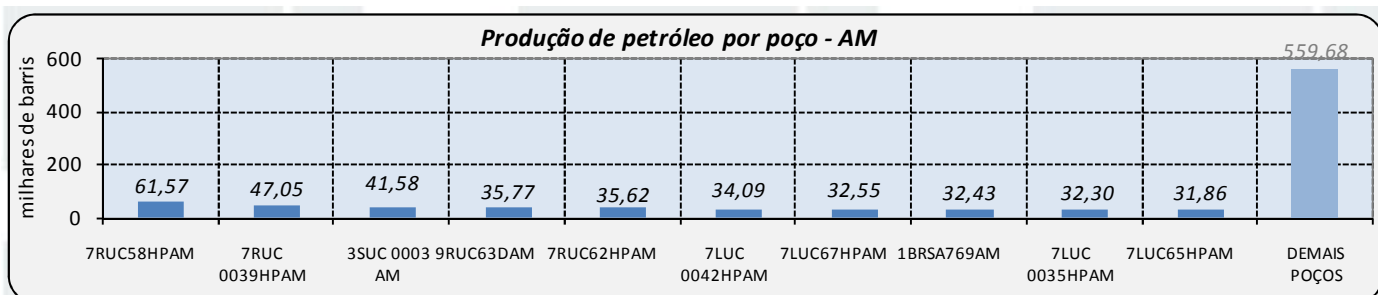 Produção de petróleo por poço - AM
milhares de barris
600
400
200
0
61,57
47,05
41,58
35,77
35,62
34,09
32,55
32,43
32,30
31,86
559,68
7RUC58HPAM
7RUC
0039HPAM
3SUC 0003
AM
9RUC63DAM
7RUC62HPAM
7LUC
0042HPAM
7LUC67HPAM
1BRSA769AM
7LUC
0035HPAM
7LUC65HPAM
DEMAIS
POÇOS